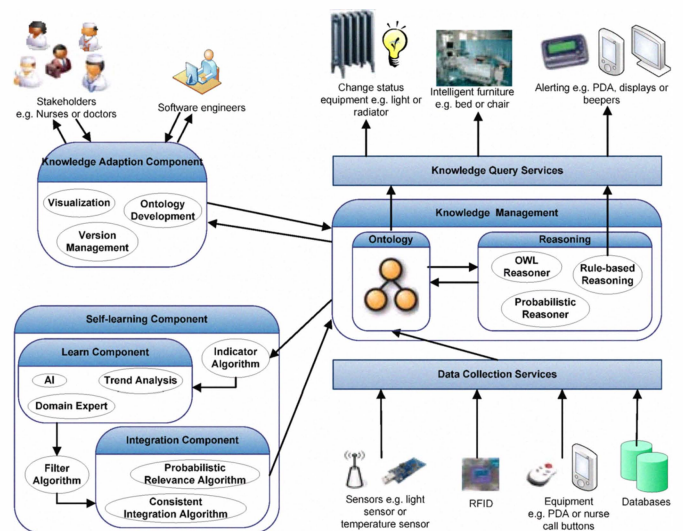 Stakeholders
e.g. Nurses or doctors
Software engineers
Change status
equipment e.g. light or
radiator
Intelligent furniture
e.g. bed or chair
Alerting e.g. PDA, displays or
beepers
Knowledge Adaption Component
Visualization
Ontology
Development
Version
Management
Knowledge Query Services
Knowledge Management
Ontology
Reasoning
OWL
Reasoner
Rule-based
Reasoning
Probabilistic
Reasoner
Self-learning Component
Learn Component
Indicator
Algorithm
AI
Trend Analysis
Domain Expert
Integration Component
Filter
Algorithm
Probabilistic
Relevance Algorithm
Consistent
Integration Algorithm
Data Collection Services
Sensors e.g. light
sensor or
temperature sensor
RFID
Equipment
e.g. PDA or nurse
call buttons
Databases